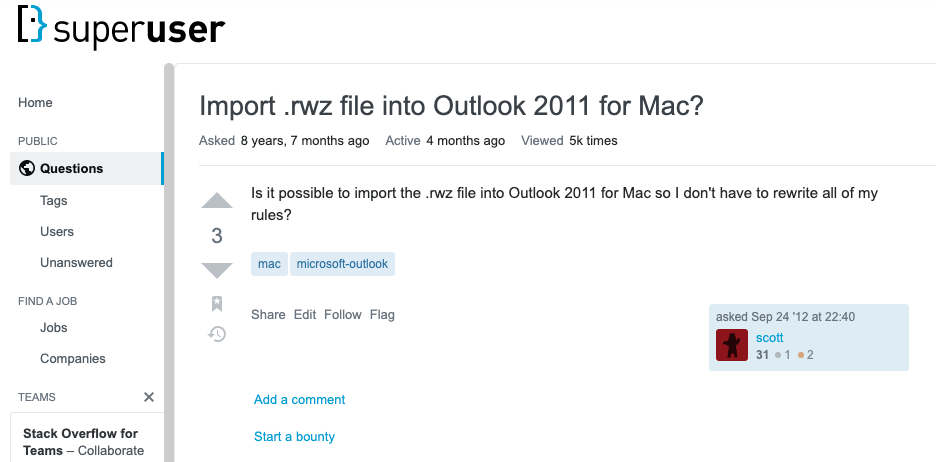 superuser
Home
PUBLIC
Questions
Tags
Users
Unanswered
FIND A JOB
Jobs
Companies
TEAMS
Stack Overflow for
Teams – Collaborate
Import .rwz file into Outlook 2011 for Mac?
Asked 8 years, 7 months ago Active 4 months ago Viewed 5k times
3
Is it possible to import the .rwz file into Outlook 2011 for Mac so I don't have to rewrite all of my
rules?
mac microsoft-outlook
Share Edit Follow Flag
asked Sep 24 '12 at 22:40
scott
31 1 2
Add a comment
Start a bounty